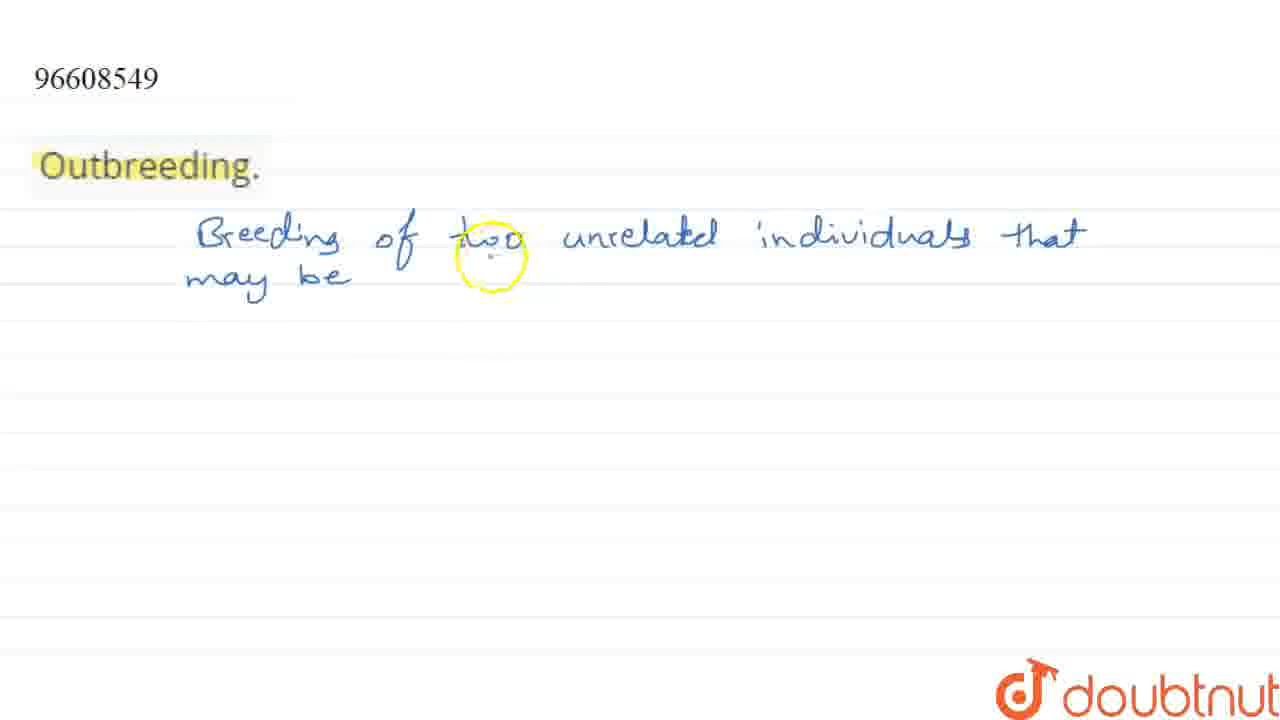 96608549
Outbreeding.
Breeding of two unrelated individuals that
may be
doubtnut